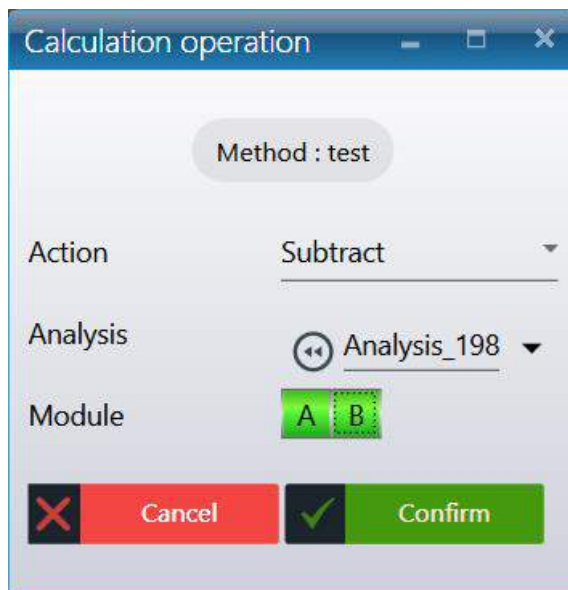 Calculation operation
Method : test
Action Subtract
Analysis Analysis_198
Module A B
Cancel Confirm